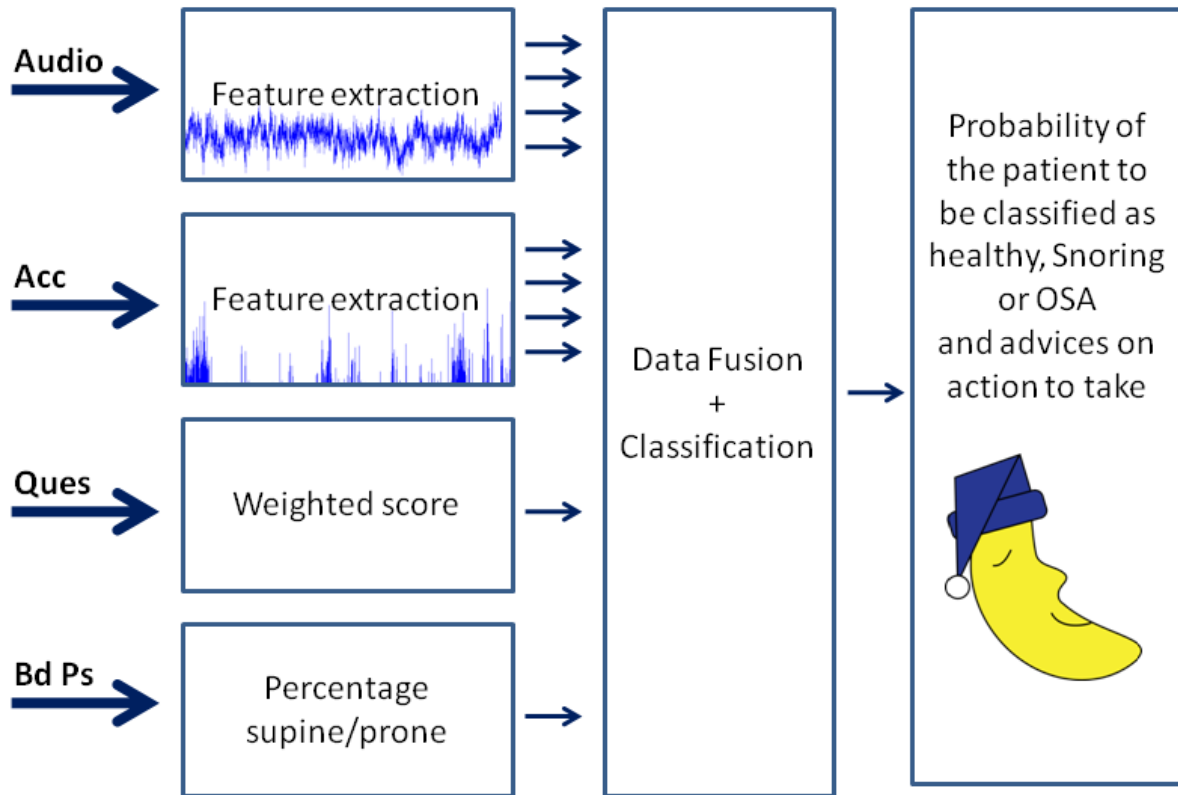 Audio
Feature extraction
Acc
Feature extraction
Ques
Weighted score
Bd Ps
Percentage
supine/prone
Data Fusion
+
Classification
Probability of
the patient to
be classified as
healthy, Snoring
or OSA
and advices on
action to take